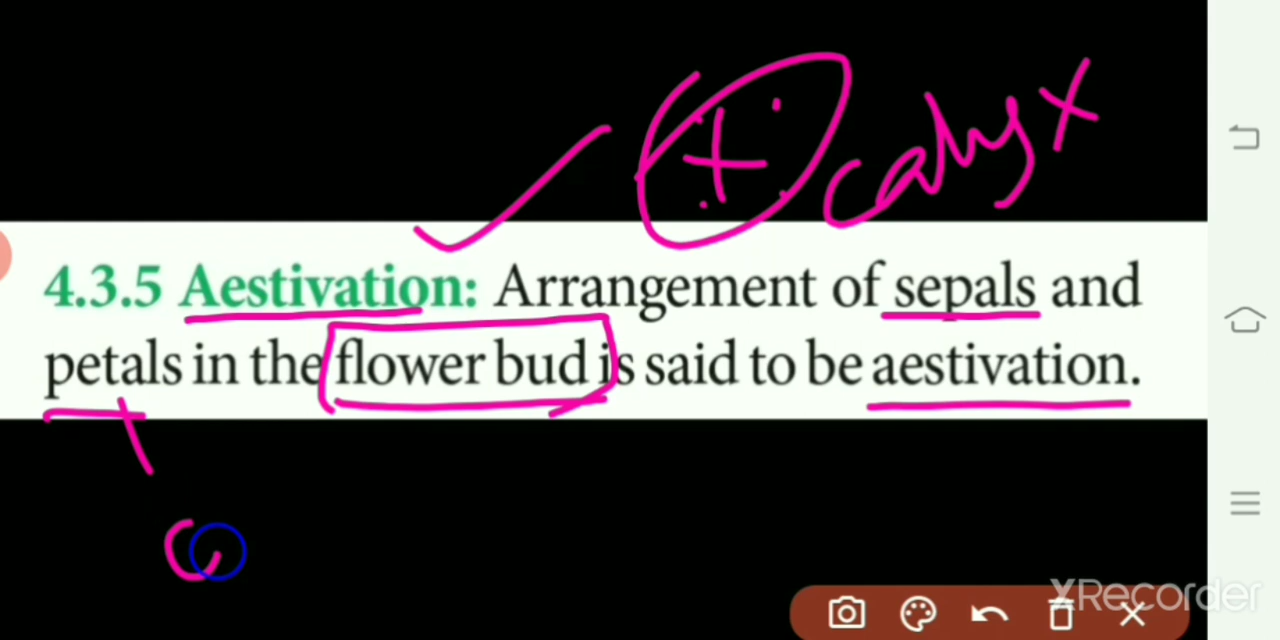 calyx
4.3.5 Aestivation: Arrangement of sepals and
petals in the flower bud is said to be aestivation.
C
XRecorder